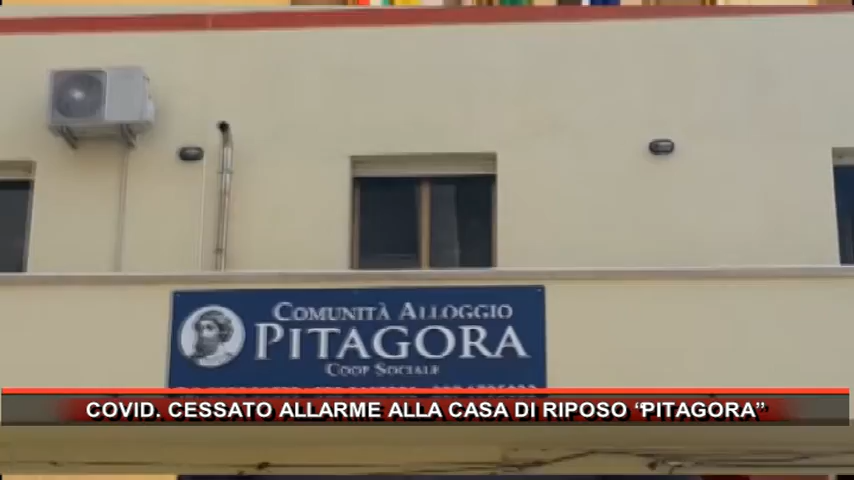 COMUNITÀ ALLOGGIO
PITAGORA
COOP SOCIALE
COVID. CESSATO ALLARME ALLA CASA DI RIPOSO “PITAGORA”